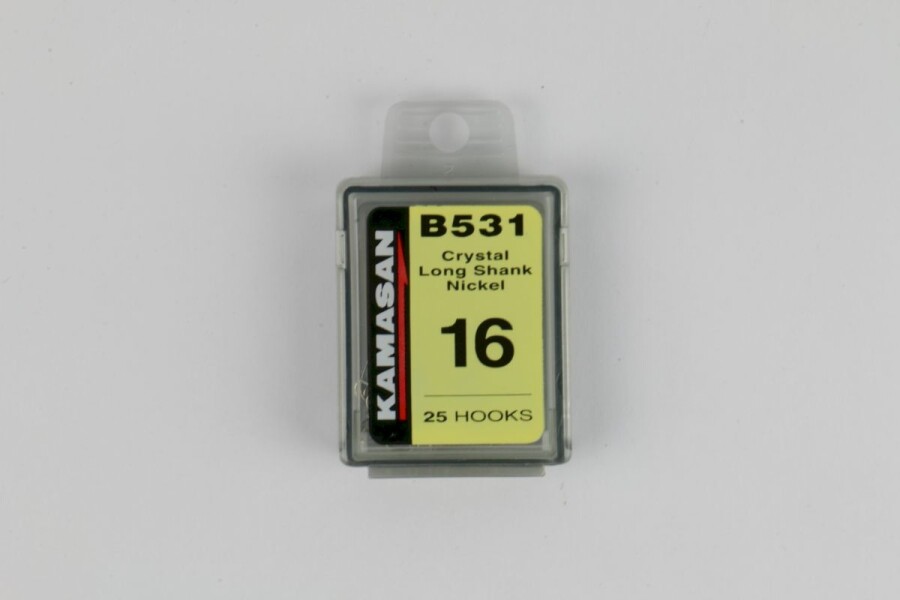 KAMASAN
B531
Crystal
Long Shank
Nickel
16
25 HOOKS